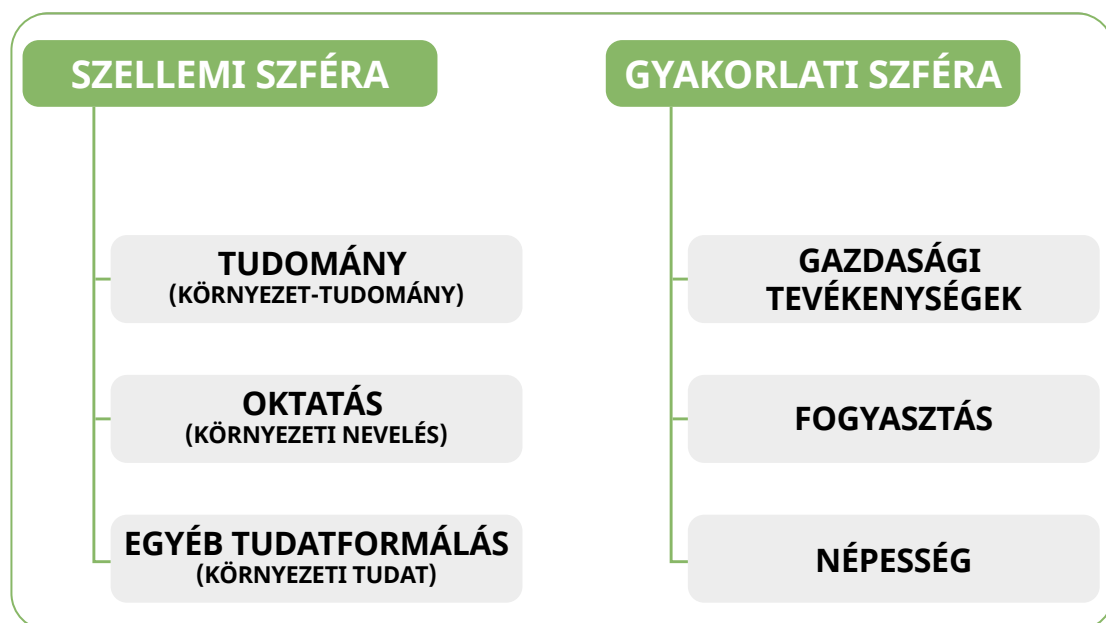 SZELLEMI SZFÉRA
TUDOMÁNY
(KÖRNYEZET-TUDOMÁNY)
OKTATÁS
(KÖRNYEZETI NEVELÉS)
EGYÉB TUDATFORMÁLÁS
(KÖRNYEZETI TUDAT)
GYAKORLATI SZFÉRA
GAZDASÁGI
TEVÉKENYSÉGEK
FOGYASZTÁS
NÉPESSÉG